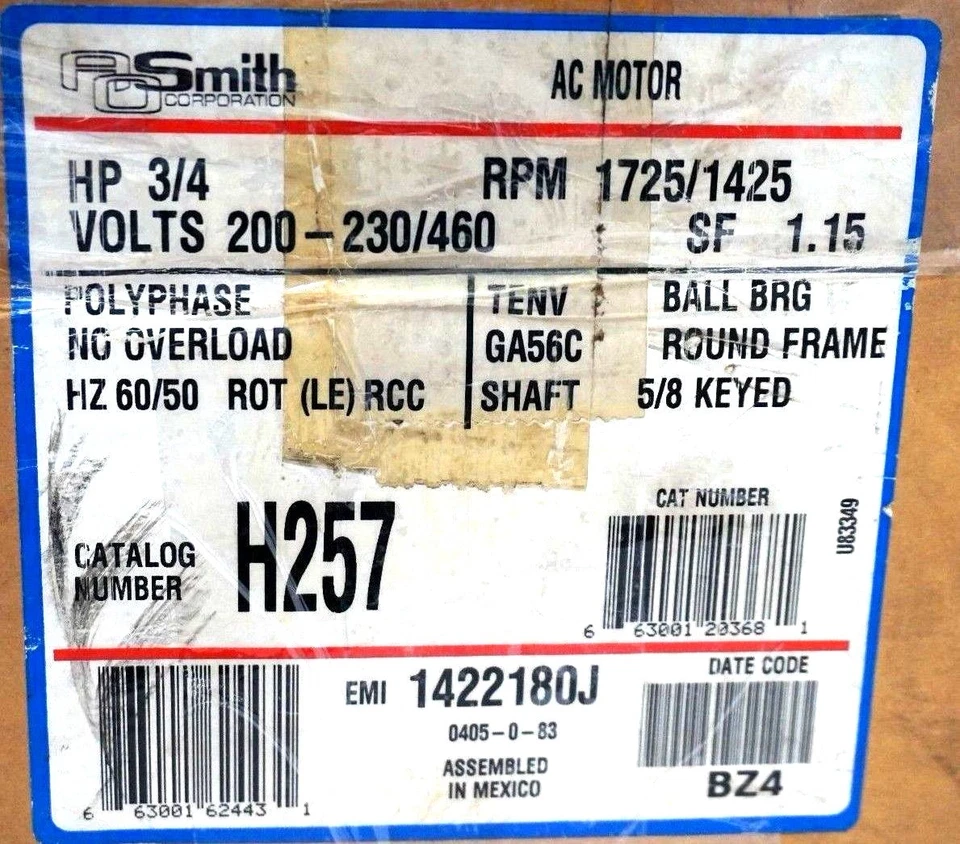 AOSmith
CORPORATION
AC MOTOR
HP 3/4 RPM 1725/1425
VOLTS 200-230/460 SF 1.15
POLYPHASE TENV BALL BRG
NO OVERLOAD GA56C ROUND FRAME
HZ 60/50 ROT (LE) RCC SHAFT 5/8 KEYED
CAT NUMBER
U83349
CATALOG
NUMBER
H257
6 63001 20368 1
EMI 1422180J
DATE CODE
0405-0-83
ASSEMBLED
IN MEXICO
BZ4
6 63001 62443 1